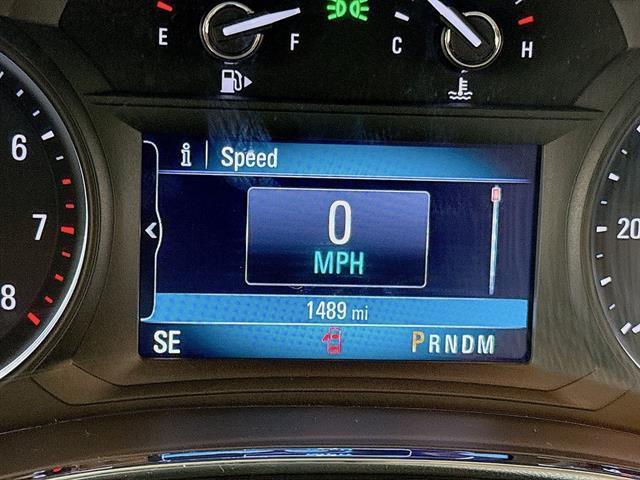 E F C H
i Speed
6
7
8
0
MPH
20
1489 mi
SE PRNDM